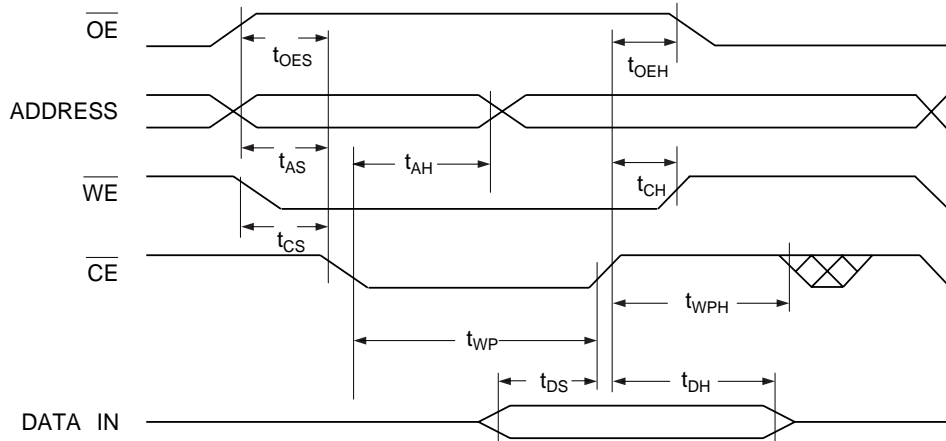 OE
tOES
tOEH
ADDRESS
tAS
tAH
WE
tCH
tCS
CE
tWPH
tWP
tDS
tDH
DATA IN